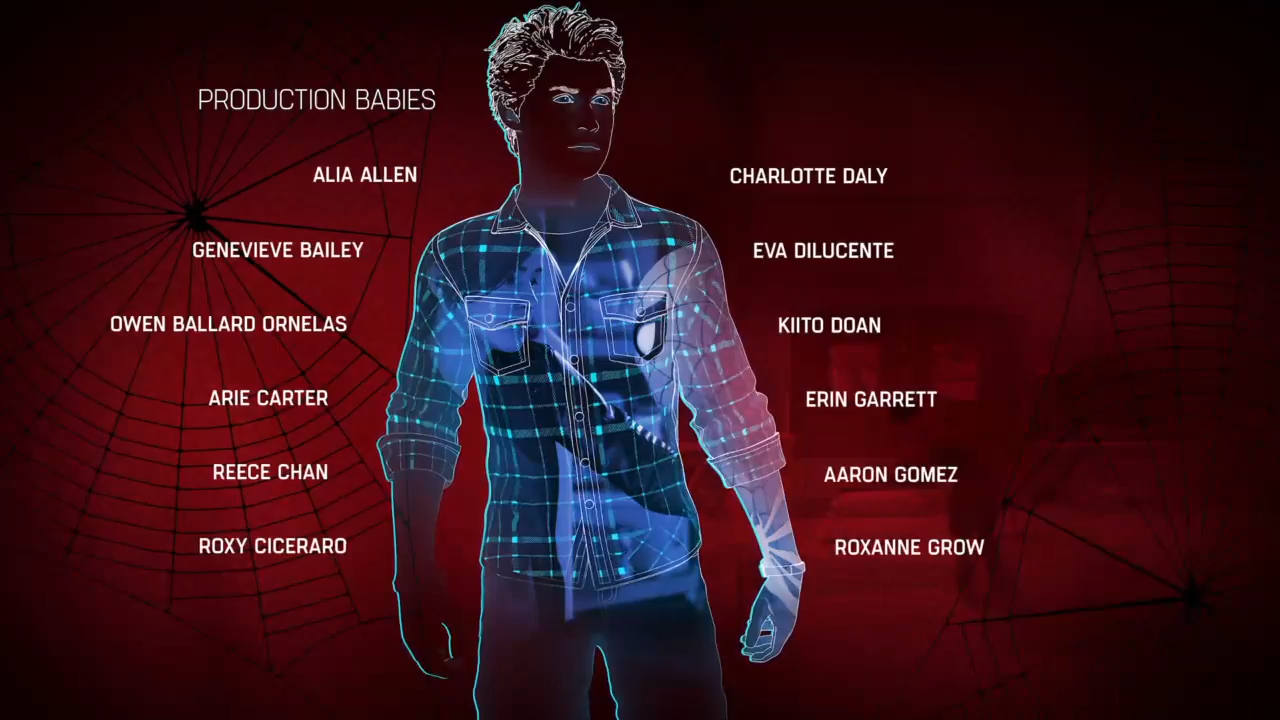 PRODUCTION BABIES
ALIA ALLEN
GENEVIEVE BAILEY
OWEN BALLARD ORNELAS
ARIE CARTER
REECE CHAN
ROXY CICERARO
CHARLOTTE DALY
EVA DILUCENTE
KIITO DOAN
ERIN GARRETT
AARON GOMEZ
ROXANNE GROW